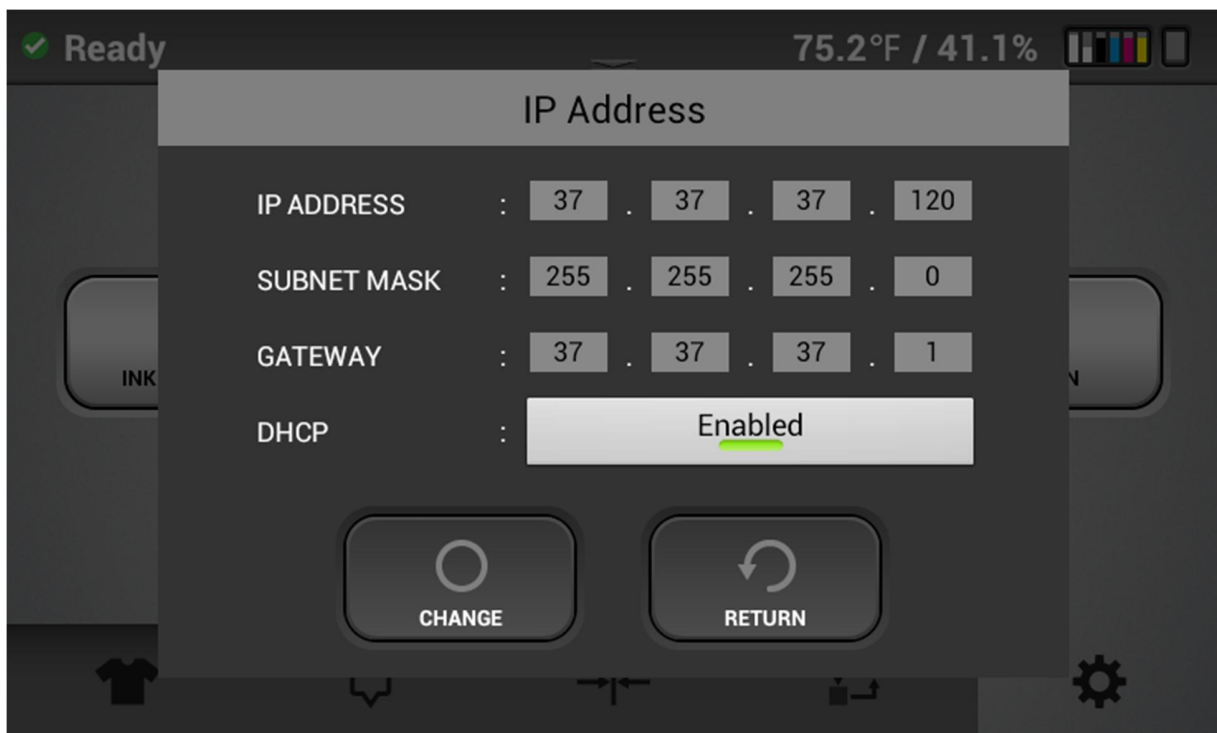 Ready 75.2°F / 41.1%
IP Address
IP ADDRESS : 37 . 37 . 37 . 120
SUBNET MASK : 255 . 255 . 255 . 0
GATEWAY : 37 . 37 . 37 . 1
INK N
DHCP : Enabled
CHANGE RETURN